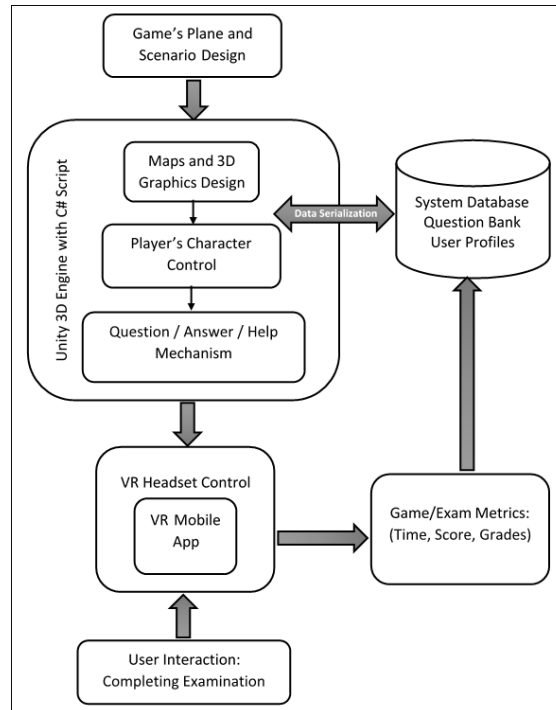 Game's Plane and
Scenario Design
Unity 3D Engine with C# Script
Maps and 3D
Graphics Design
Player's Character
Control
Question / Answer / Help
Mechanism
Data Serialization
System Database
Question Bank
User Profiles
VR Headset Control
VR Mobile
App
Game/Exam Metrics:
(Time, Score, Grades)
User Interaction:
Completing Examination